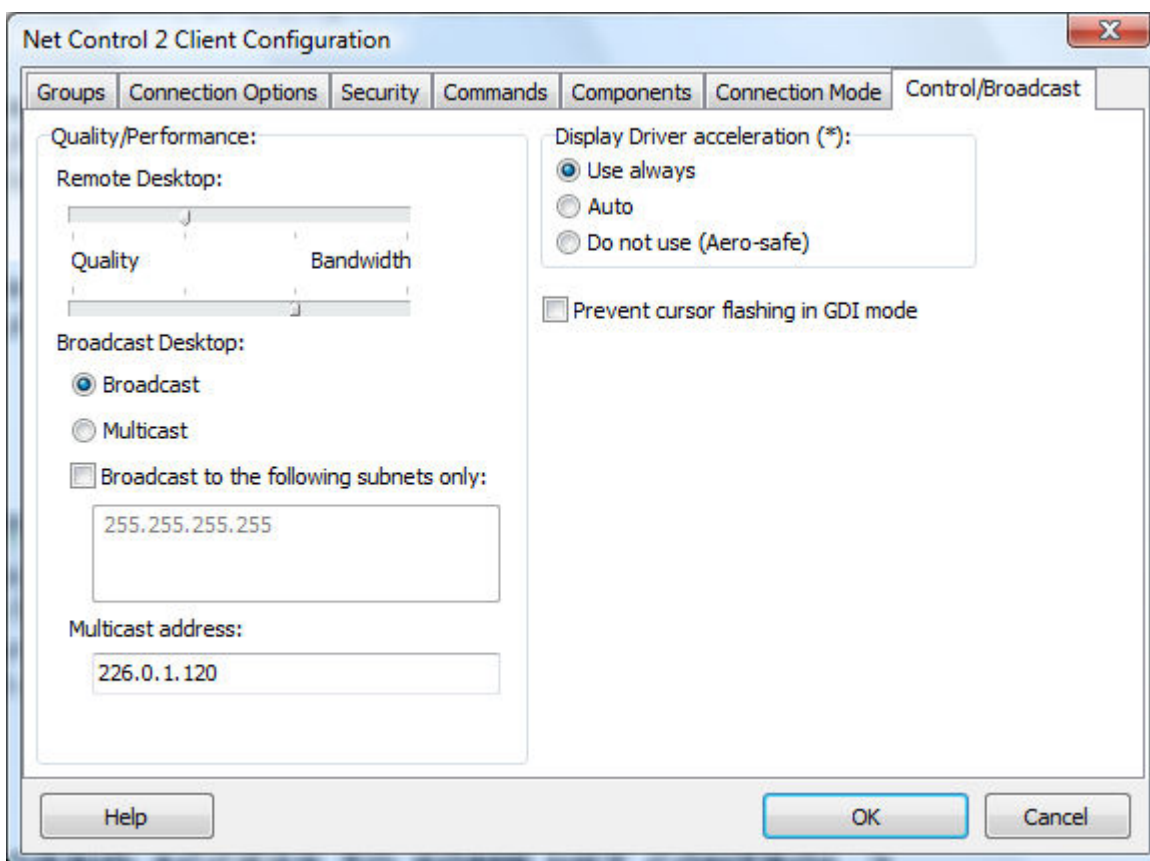 Net Control 2 Client Configuration
Groups
Connection Options
Security
Commands
Components
Connection Mode
Control/Broadcast
Quality/Performance:
Remote Desktop:
Quality
Bandwidth
Broadcast Desktop:
Broadcast
Multicast
Broadcast to the following subnets only:
255.255.255.255
Multicast address:
226.0.1.120
Display Driver acceleration (*):
Use always
Auto
Do not use (Aero-safe)
Prevent cursor flashing in GDI mode
Help
OK
Cancel